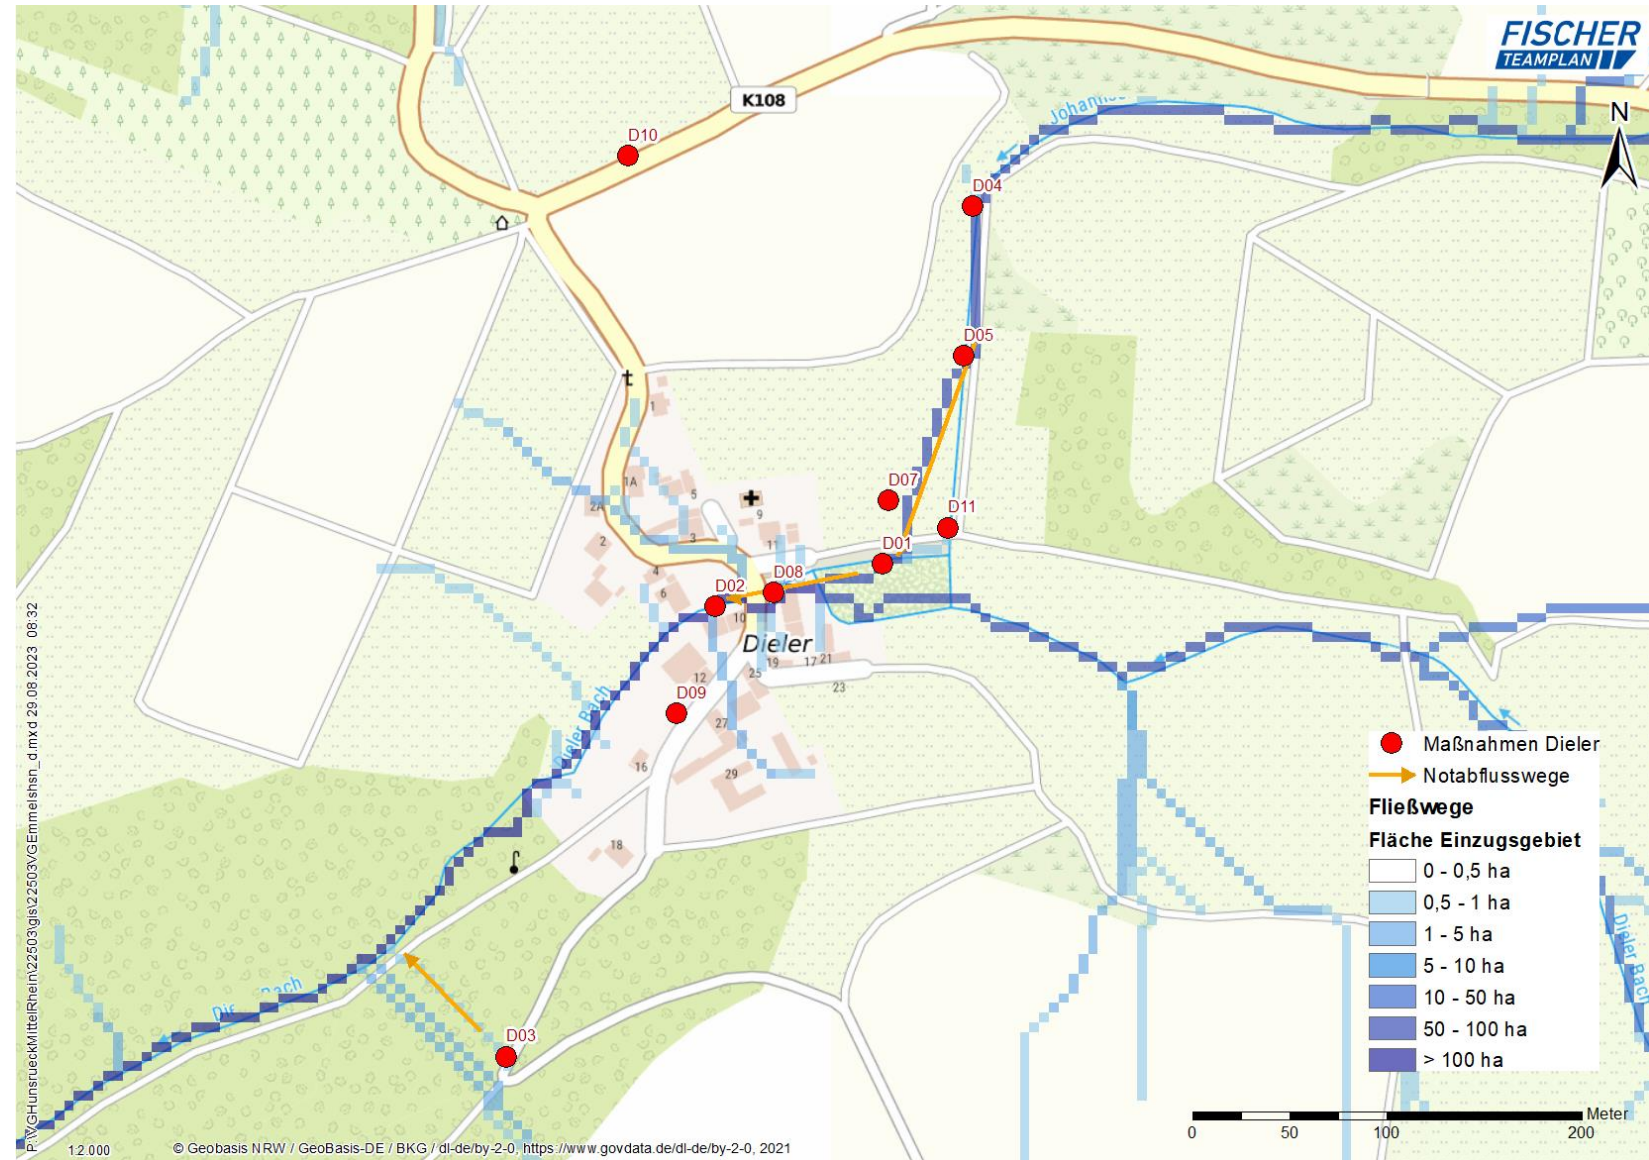 FISCHER
TEAMPLAN
K108
N
D10
D04
D05
1
1A
5
2A
9
D07
D11
2
3
11
D01
4
D02
D08
6
10
Dieler
19
17
21
12
25
23
D09
27
Dieler Bach
16
29
18
Maßnahmen Dieler
Notabflusswege
Fließwege
Fläche Einzugsgebiet
0 - 0,5 ha
0,5 - 1 ha
1 - 5 ha
5 - 10 ha
10 - 50 ha
50 - 100 ha
> 100 ha
Dieler Bach
D03
Meter
0 50 100 200
1:2.000
© Geobasis NRW / GeoBasis-DE / BKG / dl-de/by-2-0, https://www.govdata.de/dl-de/by-2-0, 2021
P:\VGHunsrueckMittelRhein\22503\gis\22503VGEmmelshsn_d.mxd 29.08.2023 08:32